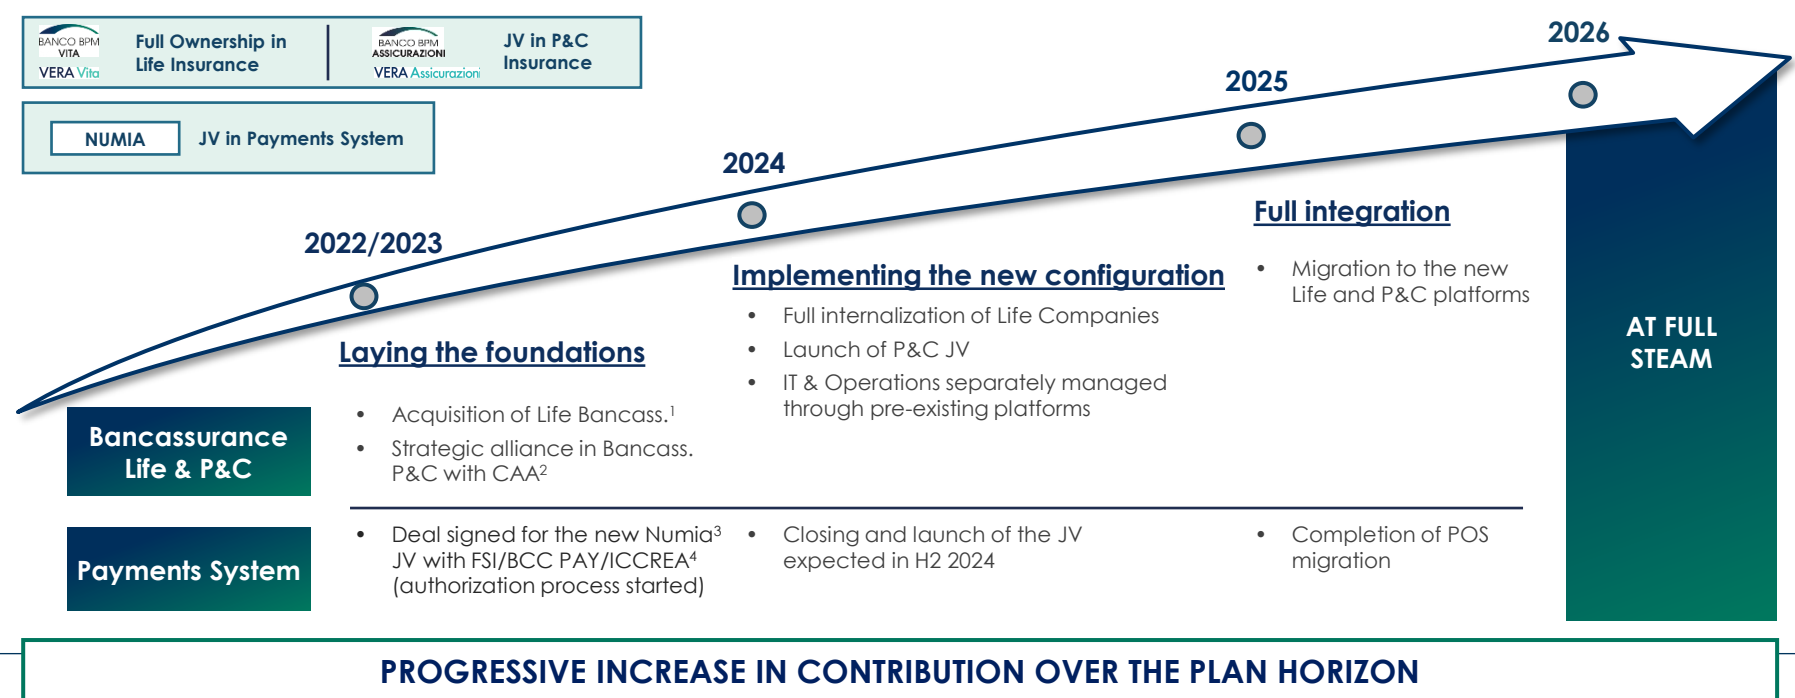 BANCO BPM
VITA
VERA Vita
Full Ownership in
Life Insurance
BANCO BPM
ASSICURAZIONI
VERA Assicurazioni
JV in P&C
Insurance
NUMIA
JV in Payments System
2022/2023
2024
2025
2026
Laying the foundations
Implementing the new configuration
Full integration
AT FULL
STEAM
Bancassurance
Life & P&C
• Acquisition of Life Bancass.¹
• Strategic alliance in Bancass.
P&C with CAA²
• Full internalization of Life Companies
• Launch of P&C JV
• IT & Operations separately managed
through pre-existing platforms
• Migration to the new
Life and P&C platforms
Payments System
• Deal signed for the new Numia³
JV with FSI/BCC PAY/ICCREA⁴
(authorization process started)
• Closing and launch of the JV
expected in H2 2024
• Completion of POS
migration
PROGRESSIVE INCREASE IN CONTRIBUTION OVER THE PLAN HORIZON